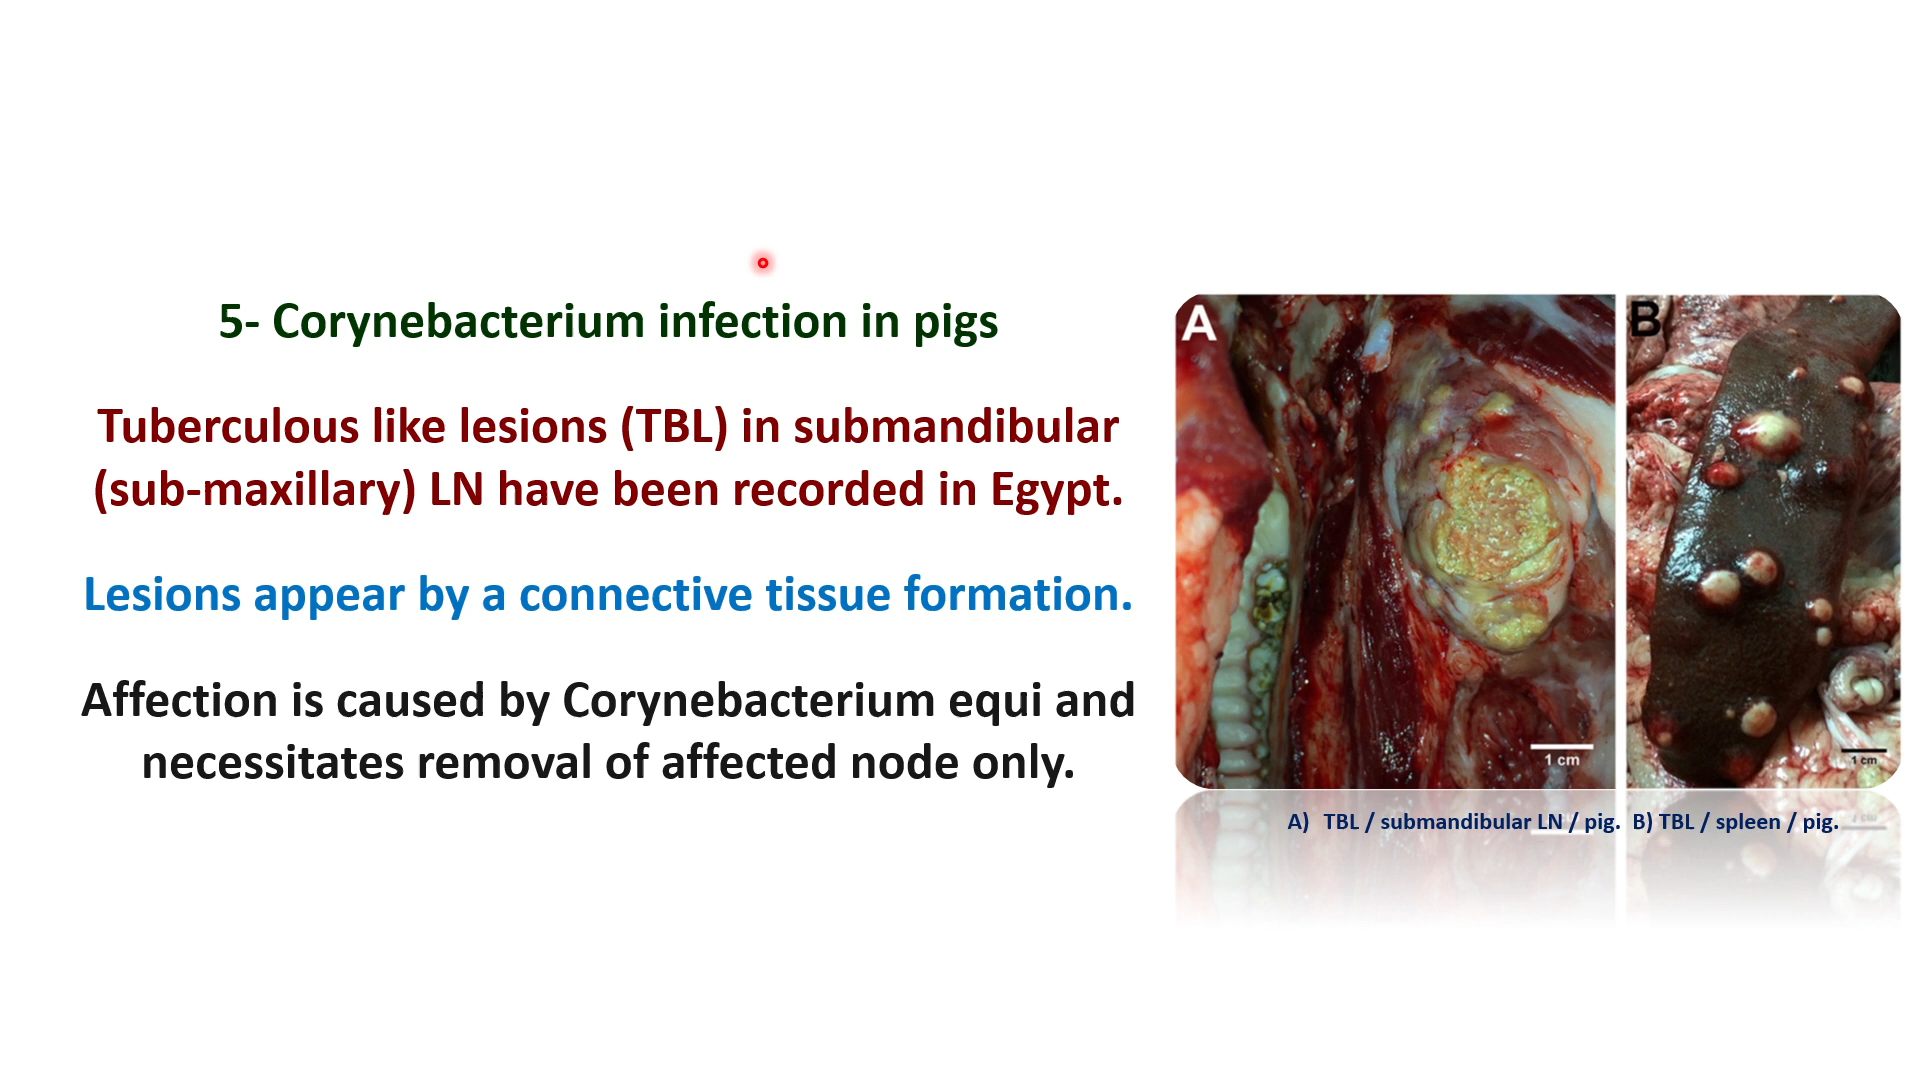 5- Corynebacterium infection in pigs
Tuberculous like lesions (TBL) in submandibular
(sub-maxillary) LN have been recorded in Egypt.
Lesions appear by a connective tissue formation.
Affection is caused by Corynebacterium equi and
necessitates removal of affected node only.
A
B
1 cm
1 cm
A) TBL / submandibular LN / pig. B) TBL / spleen / pig.